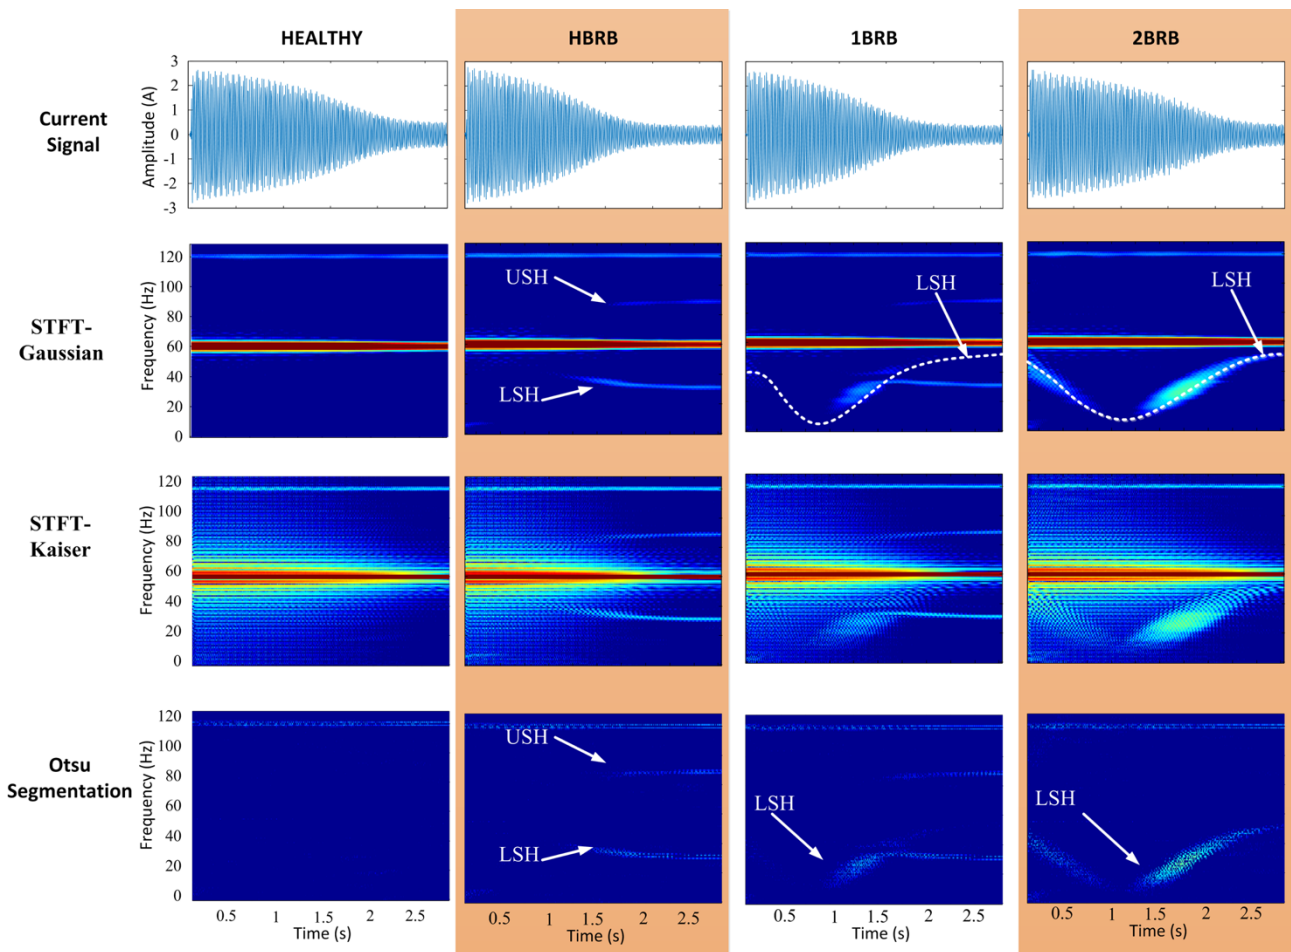 HEALTHY HBRB 1BRB 2BRB
Current
Signal
Amplitude (A)
3
2
1
0
-1
-2
-3
STFT-
Gaussian
Frequency (Hz)
120
100
80
60
40
20
0
USH
LSH
LSH
LSH
STFT-
Kaiser
Frequency (Hz)
120
100
80
60
40
20
0
Otsu
Segmentation
Frequency (Hz)
120
100
80
60
40
20
0
USH
LSH
LSH
LSH
0.5 1 1.5 2 2.5 0.5 1 1.5 2 2.5 0.5 1 1.5 2 2.5 0.5 1 1.5 2 2.5
Time (s) Time (s) Time (s) Time (s)